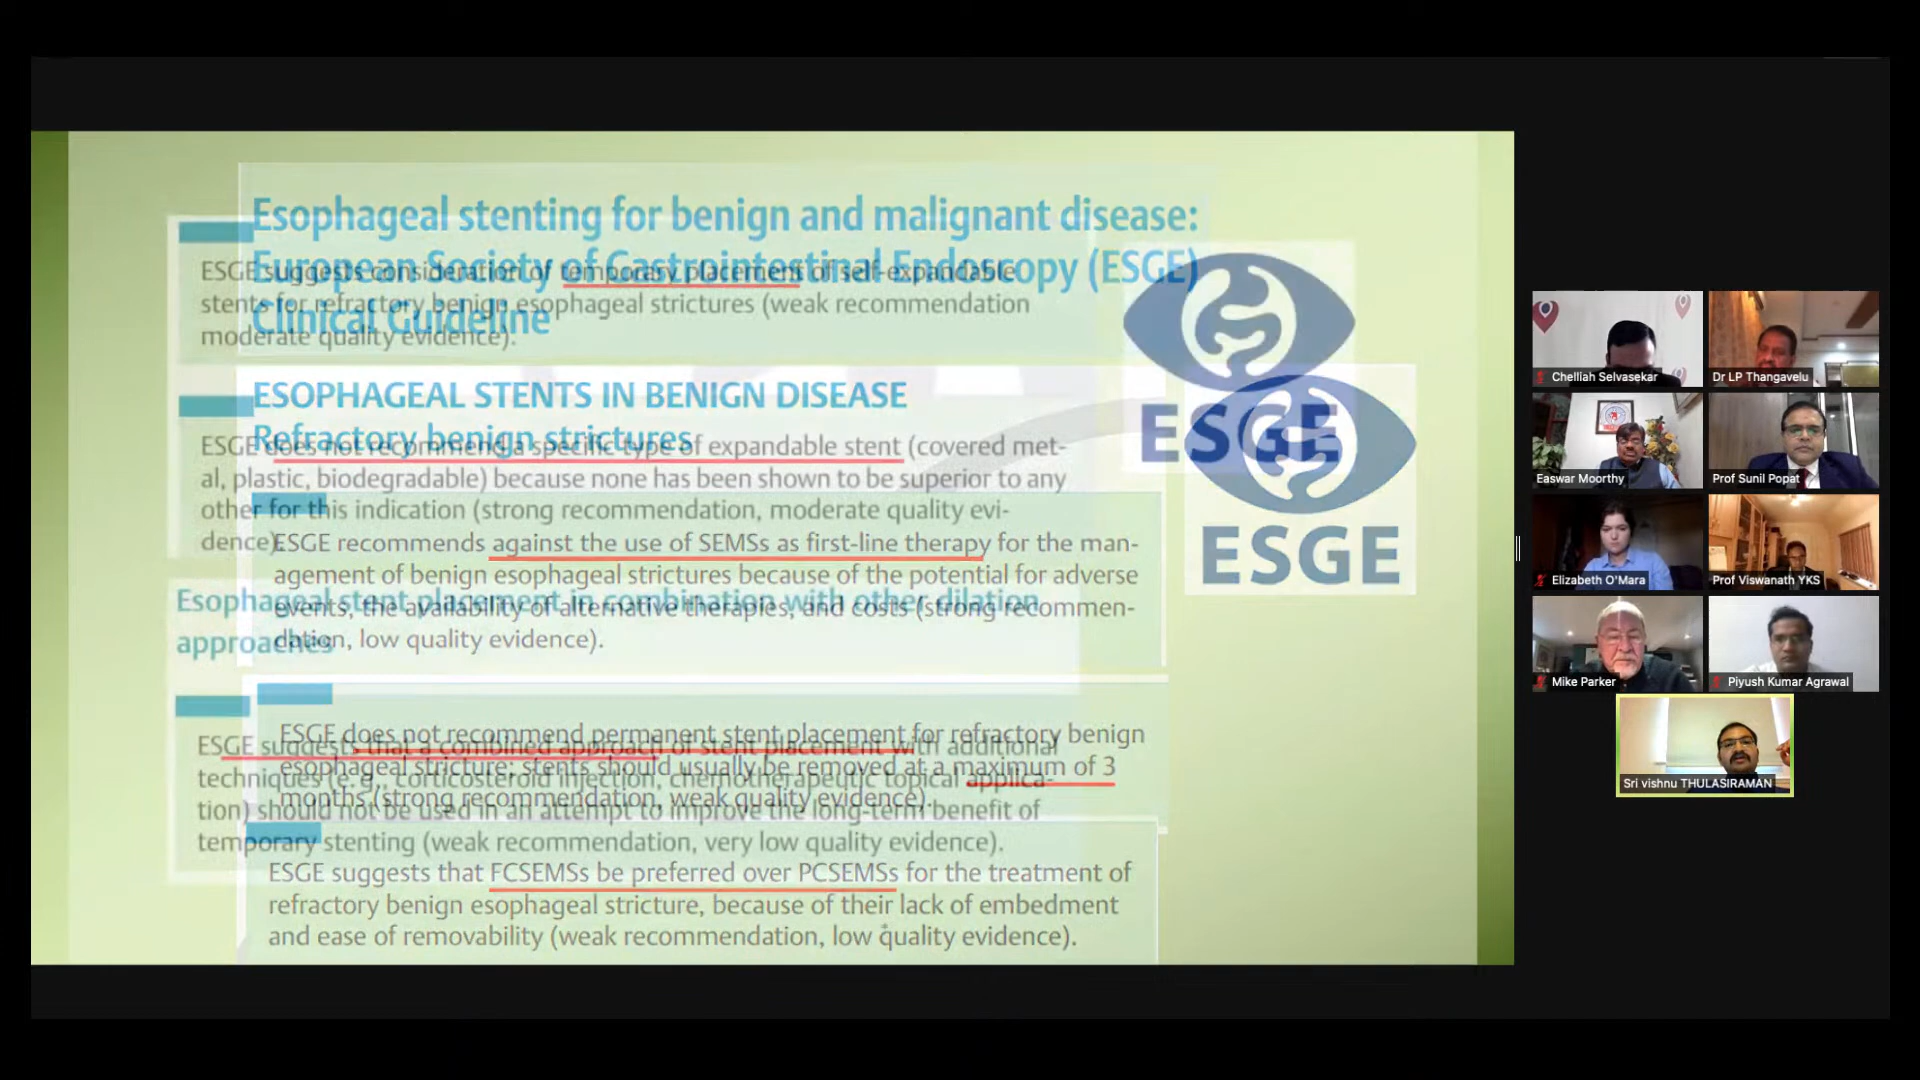 Esophageal stenting for benign and malignant disease:
European Society of Gastrointestinal Endoscopy (ESGE)
Clinical Guideline
ESGE suggests consideration of temporary placement of self-expandable
stents for refractory benign esophageal strictures (weak recommendation
moderate quality evidence).
ESOPHAGEAL STENTS IN BENIGN DISEASE
Refractory benign strictures
ESGE does not recommend a specific type of expandable stent (covered met-
al, plastic, biodegradable) because none has been shown to be superior to any
other for this indication (strong recommendation, moderate quality evi-
dence).
ESGE recommends against the use of SEMSs as first-line therapy for the man-
agement of benign esophageal strictures because of the potential for adverse
events, the availability of alternative therapies, and costs (strong recommen-
dation, low quality evidence).
Esophageal stent placement in combination with other dilation
approaches
ESGE does not recommend permanent stent placement for refractory benign
esophageal stricture; stents should usually be removed at a maximum of 3
months (strong recommendation, weak quality evidence).
ESGE suggests that a combined approach of stent placement with additional
techniques (e.g., corticosteroid injection, chemotherapeutic topical applica-
tion) should not be used in an attempt to improve the long-term benefit of
temporary stenting (weak recommendation, very low quality evidence).
ESGE suggests that FCSEMSs be preferred over PCSEMSs for the treatment of
refractory benign esophageal stricture, because of their lack of embedment
and ease of removability (weak recommendation, low quality evidence).
ESGE
ESGE
Chelliah Selvasekar
Dr LP Thangavelu
Easwar Moorthy
Prof Sunil Popat
Elizabeth O'Mara
Prof Viswanath YKS
Mike Parker
Piyush Kumar Agrawal
Sri vishnu THULASIRAMAN